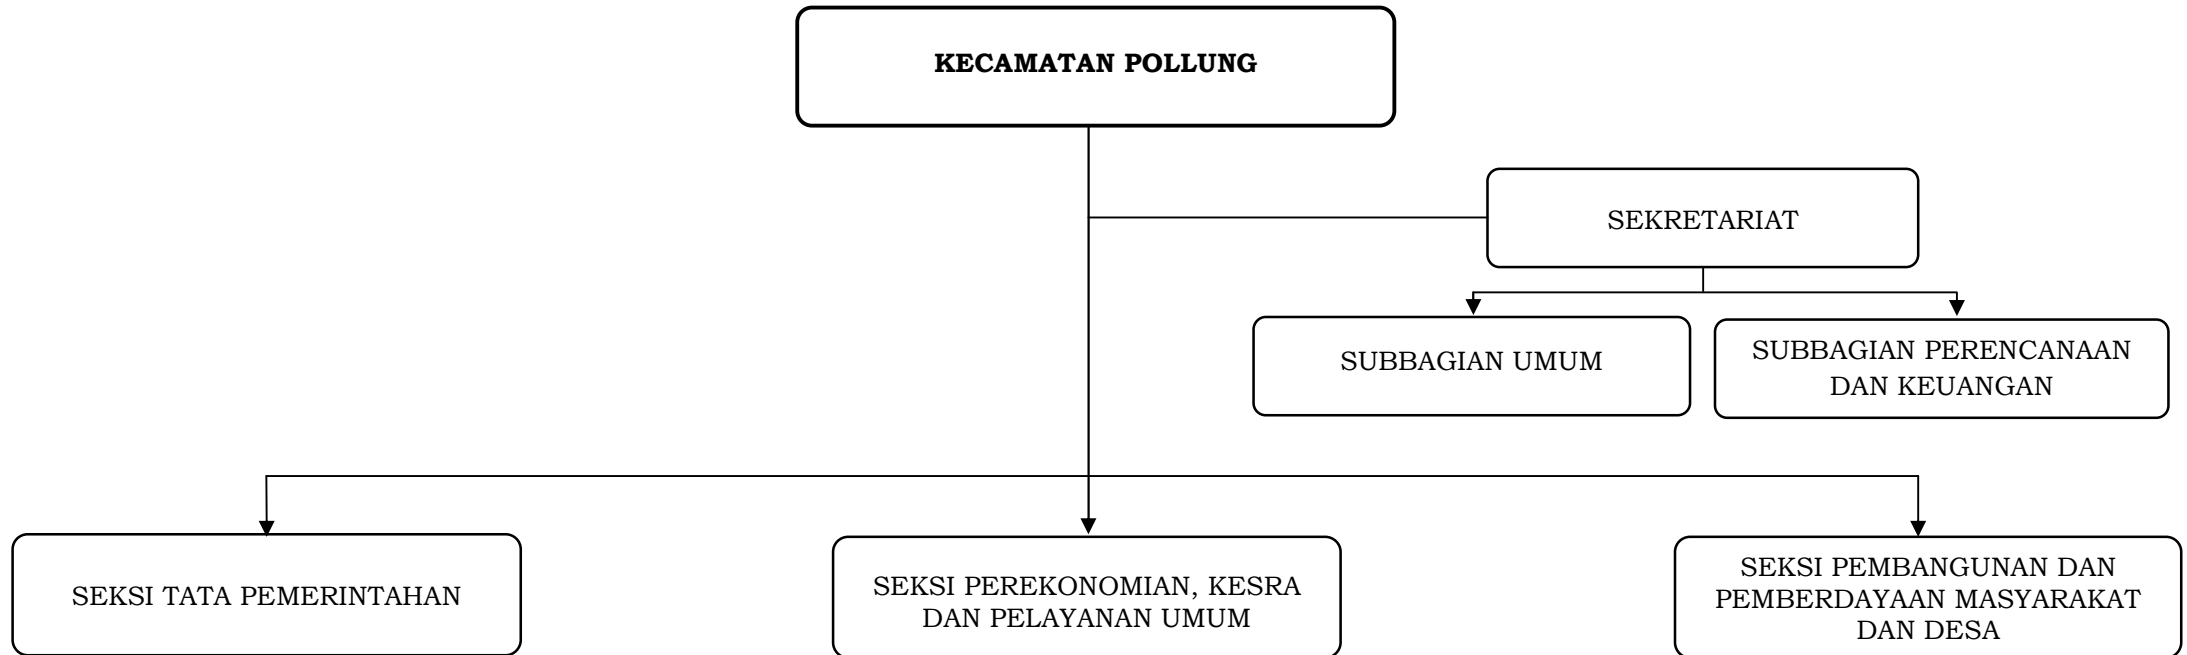 KECAMATAN POLLUNG
SEKRETARIAT
SUBBAGIAN UMUM
SUBBAGIAN PERENCANAAN
DAN KEUANGAN
SEKSI TATA PEMERINTAHAN
SEKSI PEREKONOMIAN, KESRA
DAN PELAYANAN UMUM
SEKSI PEMBANGUNAN DAN
PEMBERDAYAAN MASYARAKAT
DAN DESA